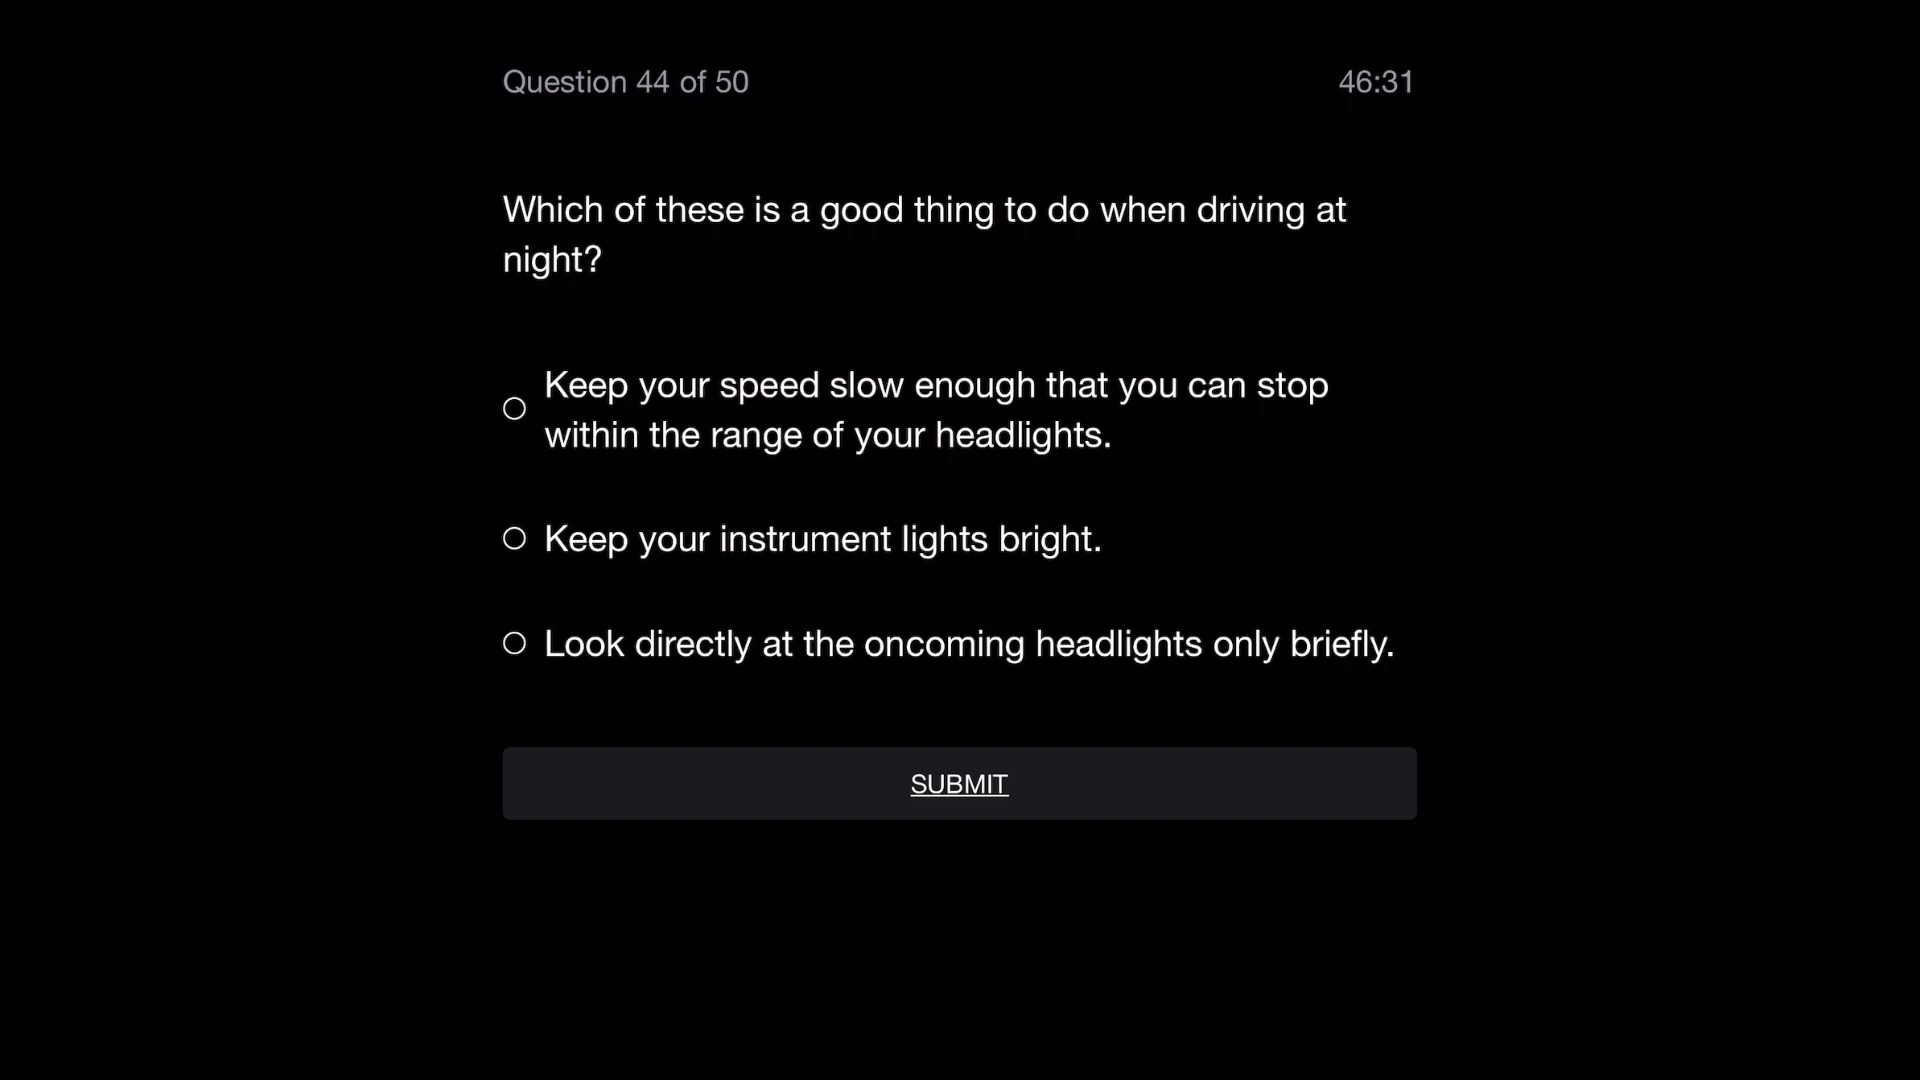 Question 44 of 50
46:31
Which of these is a good thing to do when driving at
night?
Keep your speed slow enough that you can stop
within the range of your headlights.
Keep your instrument lights bright.
Look directly at the oncoming headlights only briefly.
SUBMIT